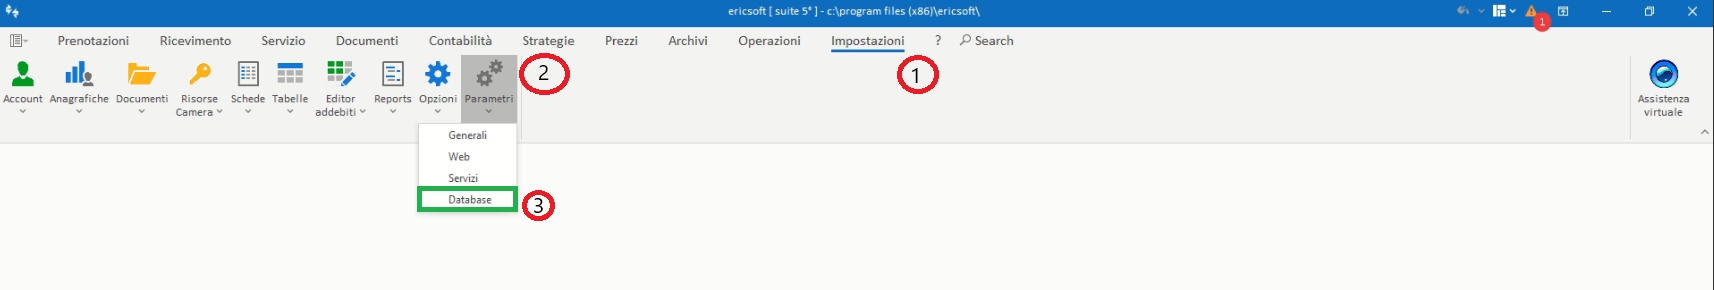 ericsoft [ suite 5° ] - c:\program files (x86)\ericsoft\
1
Prenotazioni Ricevimento Servizio Documenti Contabilità Strategie Prezzi Archivi Operazioni Impostazioni ? Search
Account Anagrafiche Documenti Risorse Camera Schede Tabelle Editor addebiti Reports Opzioni Parametri
2
1
Assistenza
virtuale
Generali
Web
Servizi
Database
3